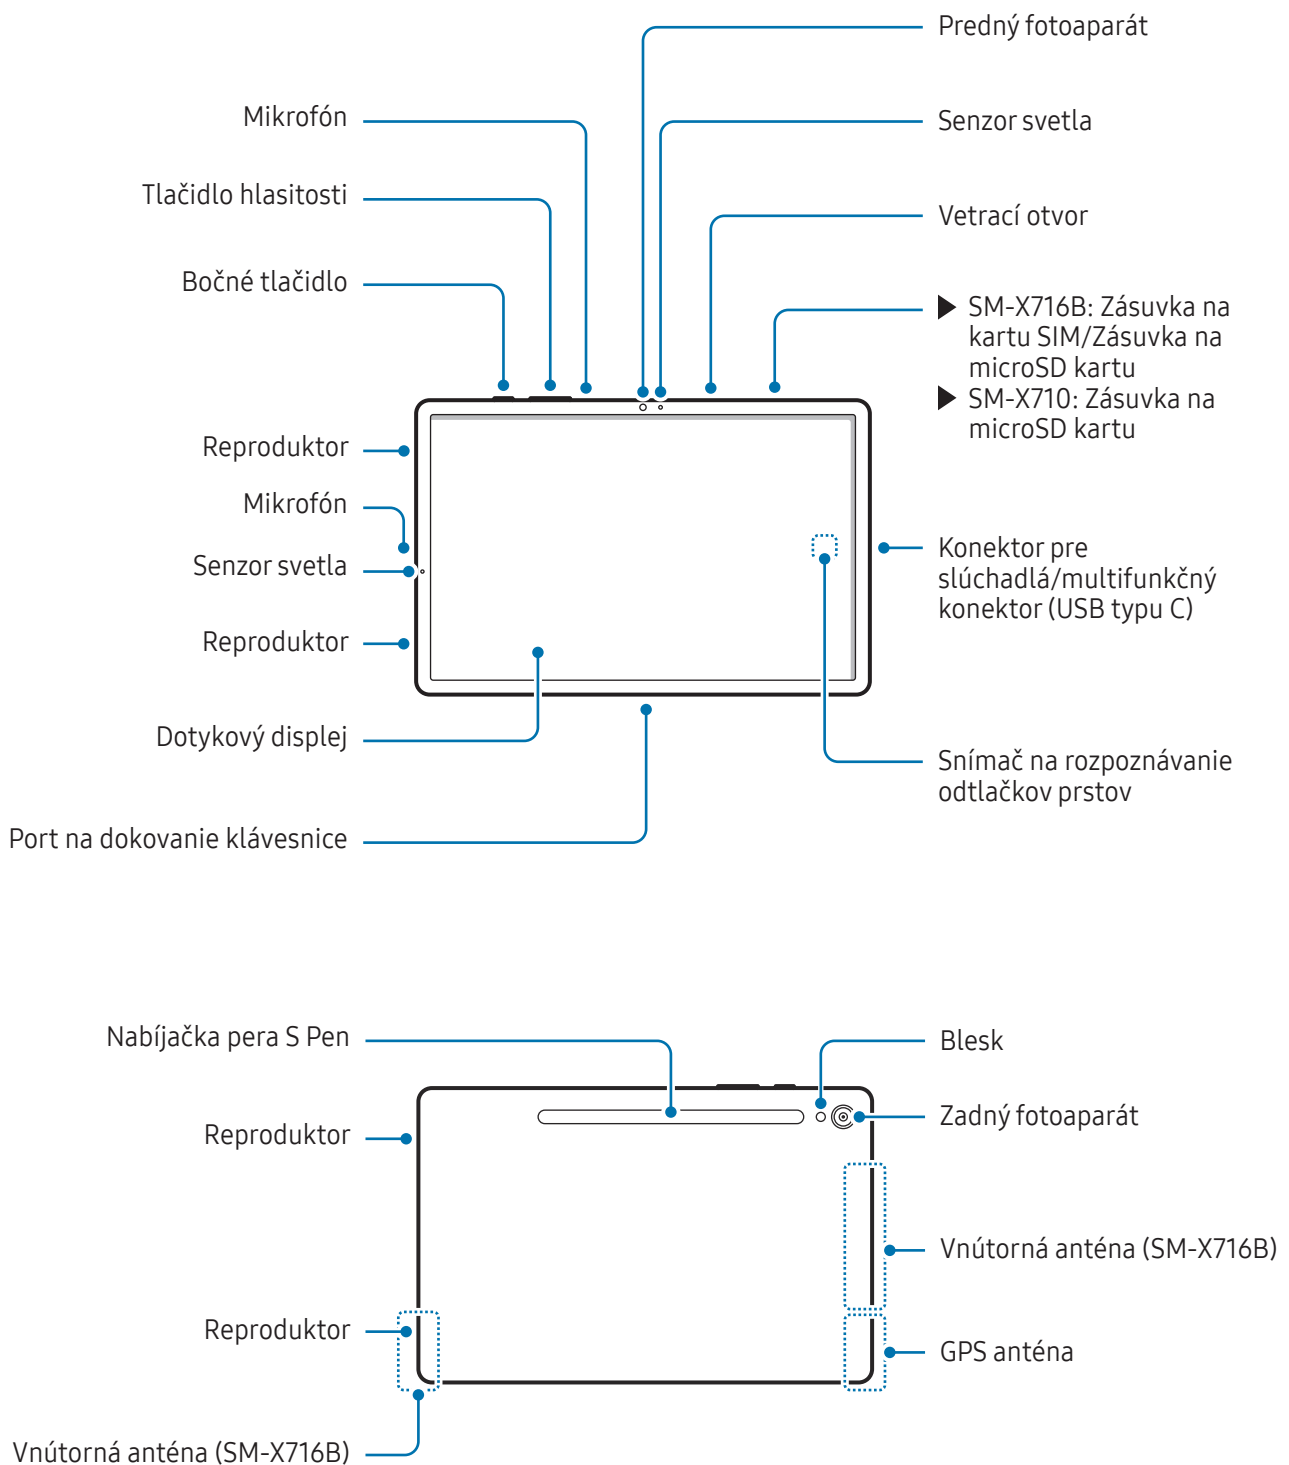 Predný fotoaparát
Mikrofón
Senzor svetla
Tlačidlo hlasitosti
Vetrací otvor
Bočné tlačidlo
SM-X716B: Zásuvka na
kartu SIM/Zásuvka na
microSD kartu
SM-X710: Zásuvka na
microSD kartu
Reproduktor
Mikrofón
Senzor svetla
Konektor pre
slúchadlá/multifunkčný
konektor (USB typu C)
Reproduktor
Dotykový displej
Snímač na rozpoznávanie
odtlačkov prstov
Port na dokovanie klávesnice
Nabíjačka pera S Pen
Blesk
Reproduktor
Zadný fotoaparát
Vnútorná anténa (SM-X716B)
Reproduktor
GPS anténa
Vnútorná anténa (SM-X716B)